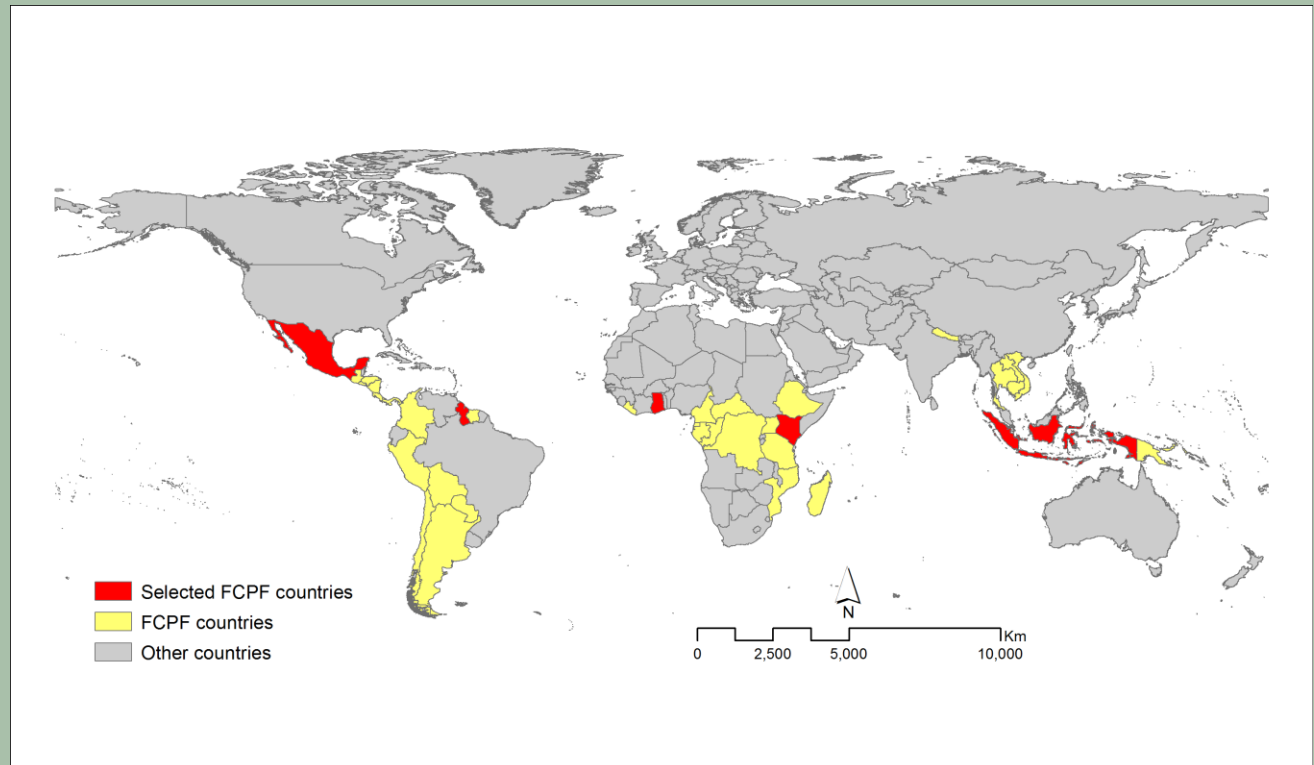 Selected FCPF countries
FCPF countries
Other countries
N
Km
0 2,500 5,000 10,000